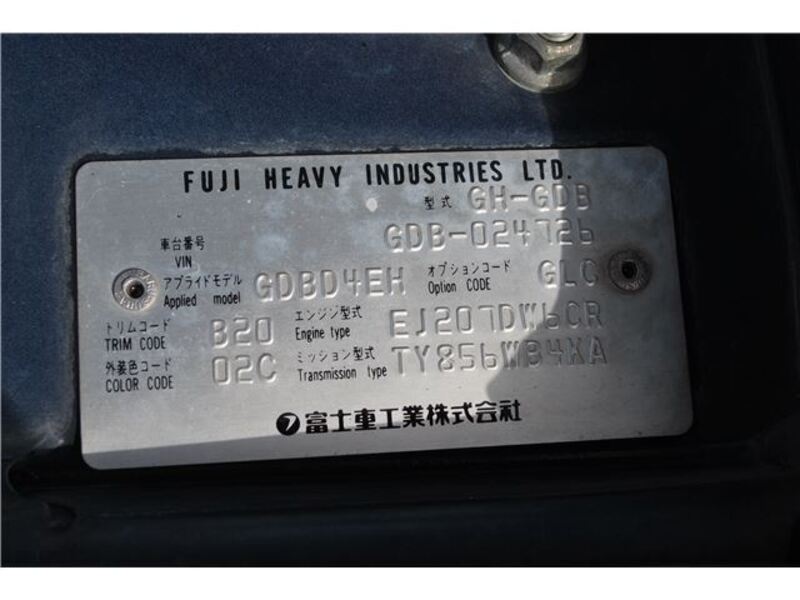 FUJI HEAVY INDUSTRIES LTD.
型式 GH-GDB
車台番号 VIN GDB-024726
アプライドモデル Applied model GDBD4EH オプションコード Option CODE GLC
トリムコード TRIM CODE B20 エンジン型式 Engine type EJ207DW6CR
外装色コード COLOR CODE 02C ミッション型式 Transmission type TY856WB4KA
富士重工業株式会社